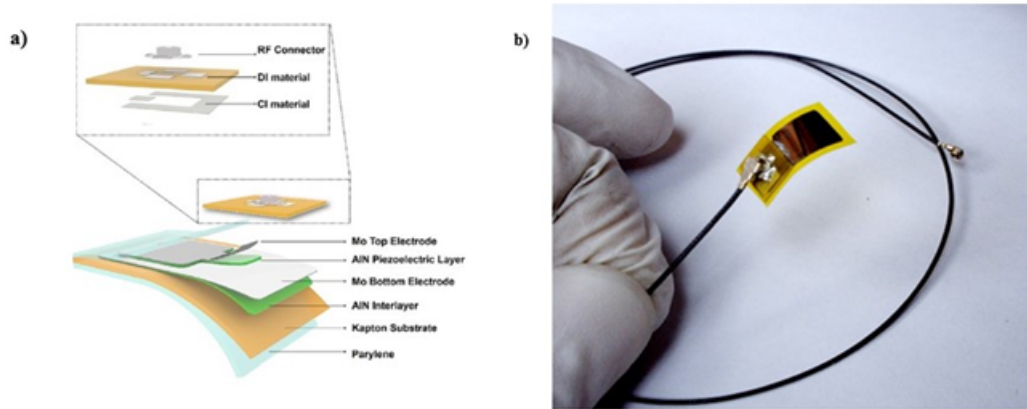 a)
RF Connector
DI material
CI material
Mo Top Electrode
AlN Piezoelectric Layer
Mo Bottom Electrode
AlN Interlayer
Kapton Substrate
Parylene
b)